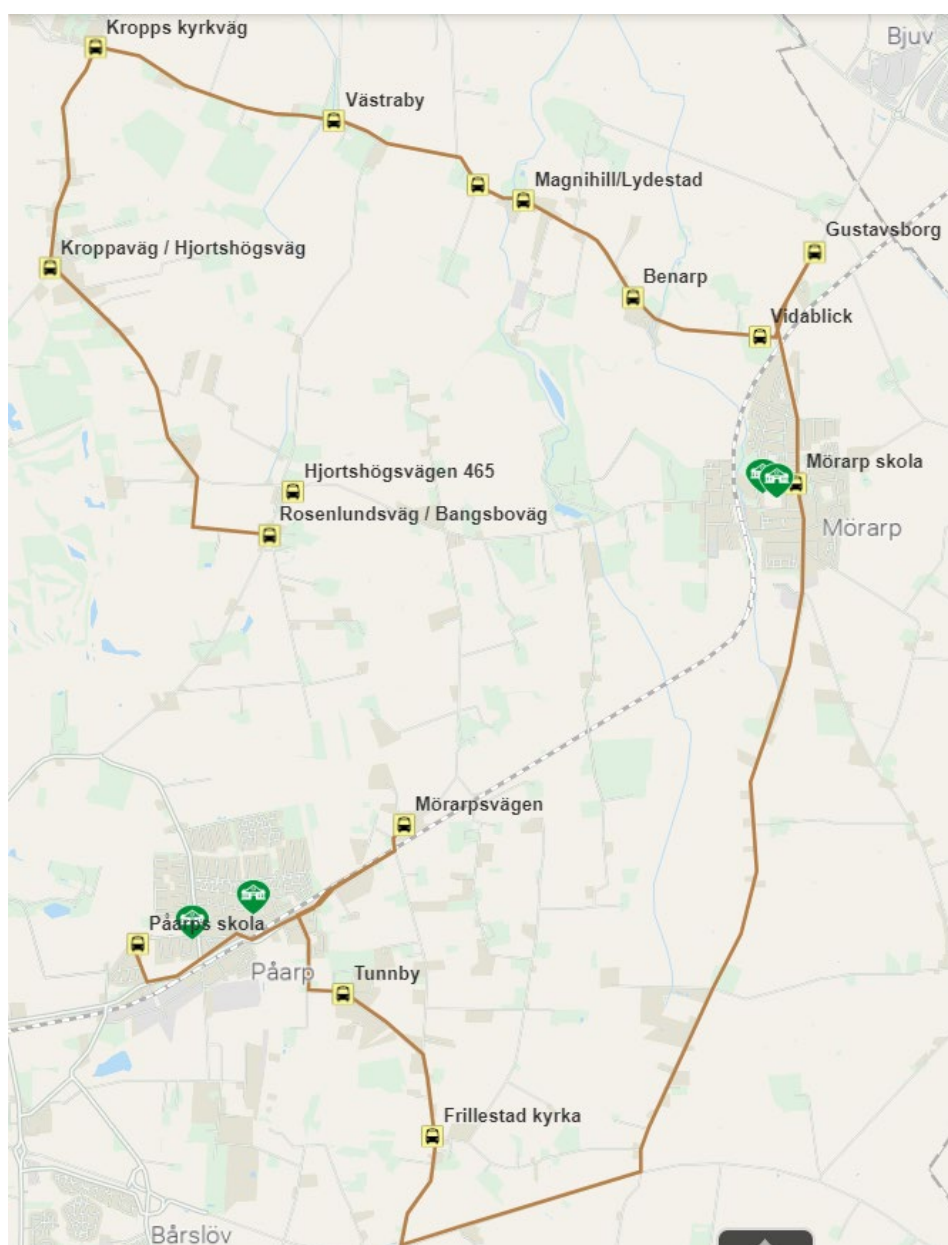 Kropps kyrkväg
Bjuv
Västraby
Magnihill/Lydestad
Gustavsborg
Kroppaväg / Hjortshögsväg
Benarp
Vidablick
Mörarp skola
Hjortshögsvägen 465
Rosenlundsväg / Bangsboväg
Mörarp
Mörarpsvägen
Påarps skola
Påarp
Tunnby
Frillestad kyrka
Bårslöv